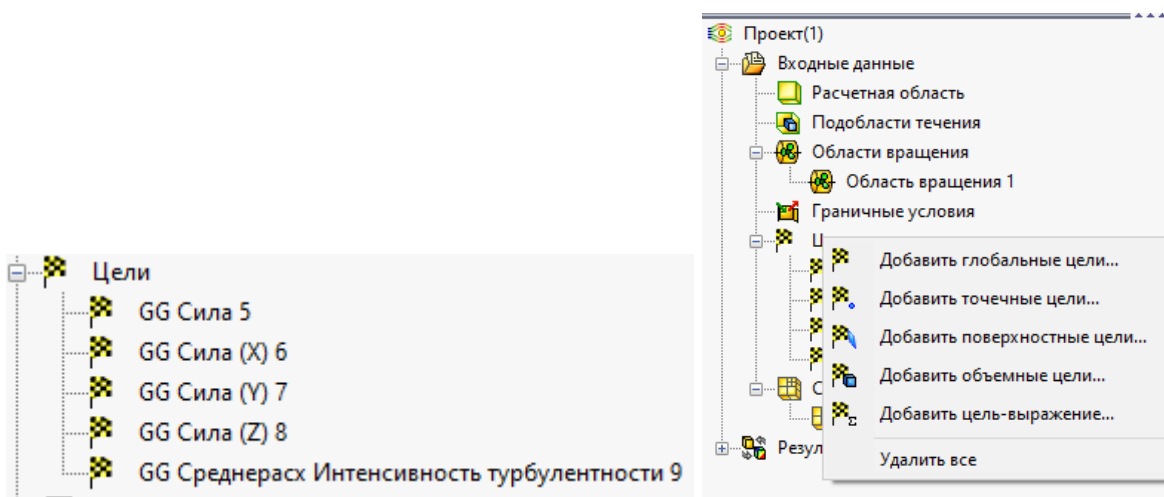 Цели
GG Сила 5
GG Сила (X) 6
GG Сила (Y) 7
GG Сила (Z) 8
GG Среднерасх Интенсивность турбулентности 9
Проект(1)
Входные данные
Расчетная область
Подобласти течения
Области вращения
Область вращения 1
Граничные условия
Добавить глобальные цели...
Добавить точечные цели...
Добавить поверхностные цели...
Добавить объемные цели...
Добавить цель-выражение...
Удалить все